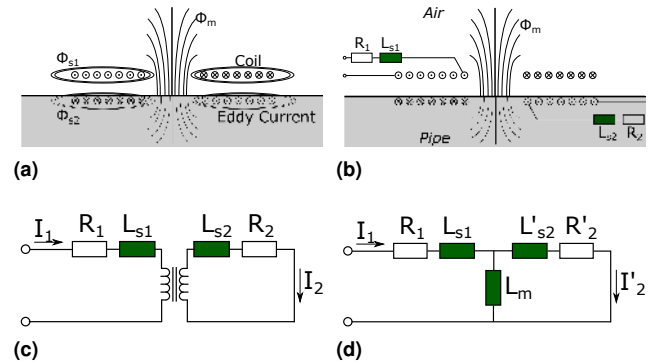 Φm
Φs1
Coil
Φs2
Eddy Current
(a)
Air
Φm
R1
Ls1
Ls2
R2
Pipe
(b)
I1
R1
Ls1
Ls2
R2
I2
(c)
I1
R1
Ls1
L's2
R'2
Lm
I'2
(d)